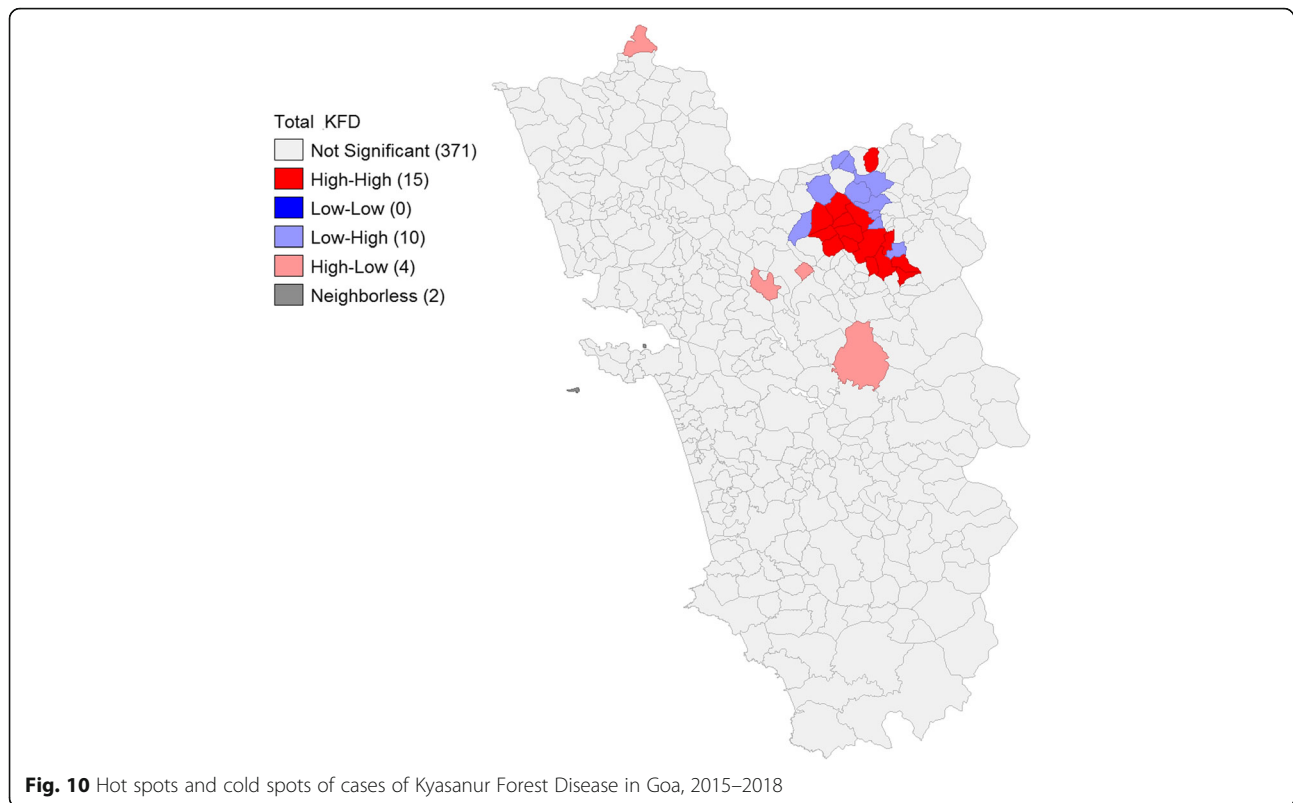 Total KFD
Not Significant (371)
High-High (15)
Low-Low (0)
Low-High (10)
High-Low (4)
Neighborless (2)
Fig. 10 Hot spots and cold spots of cases of Kyasanur Forest Disease in Goa, 2015–2018